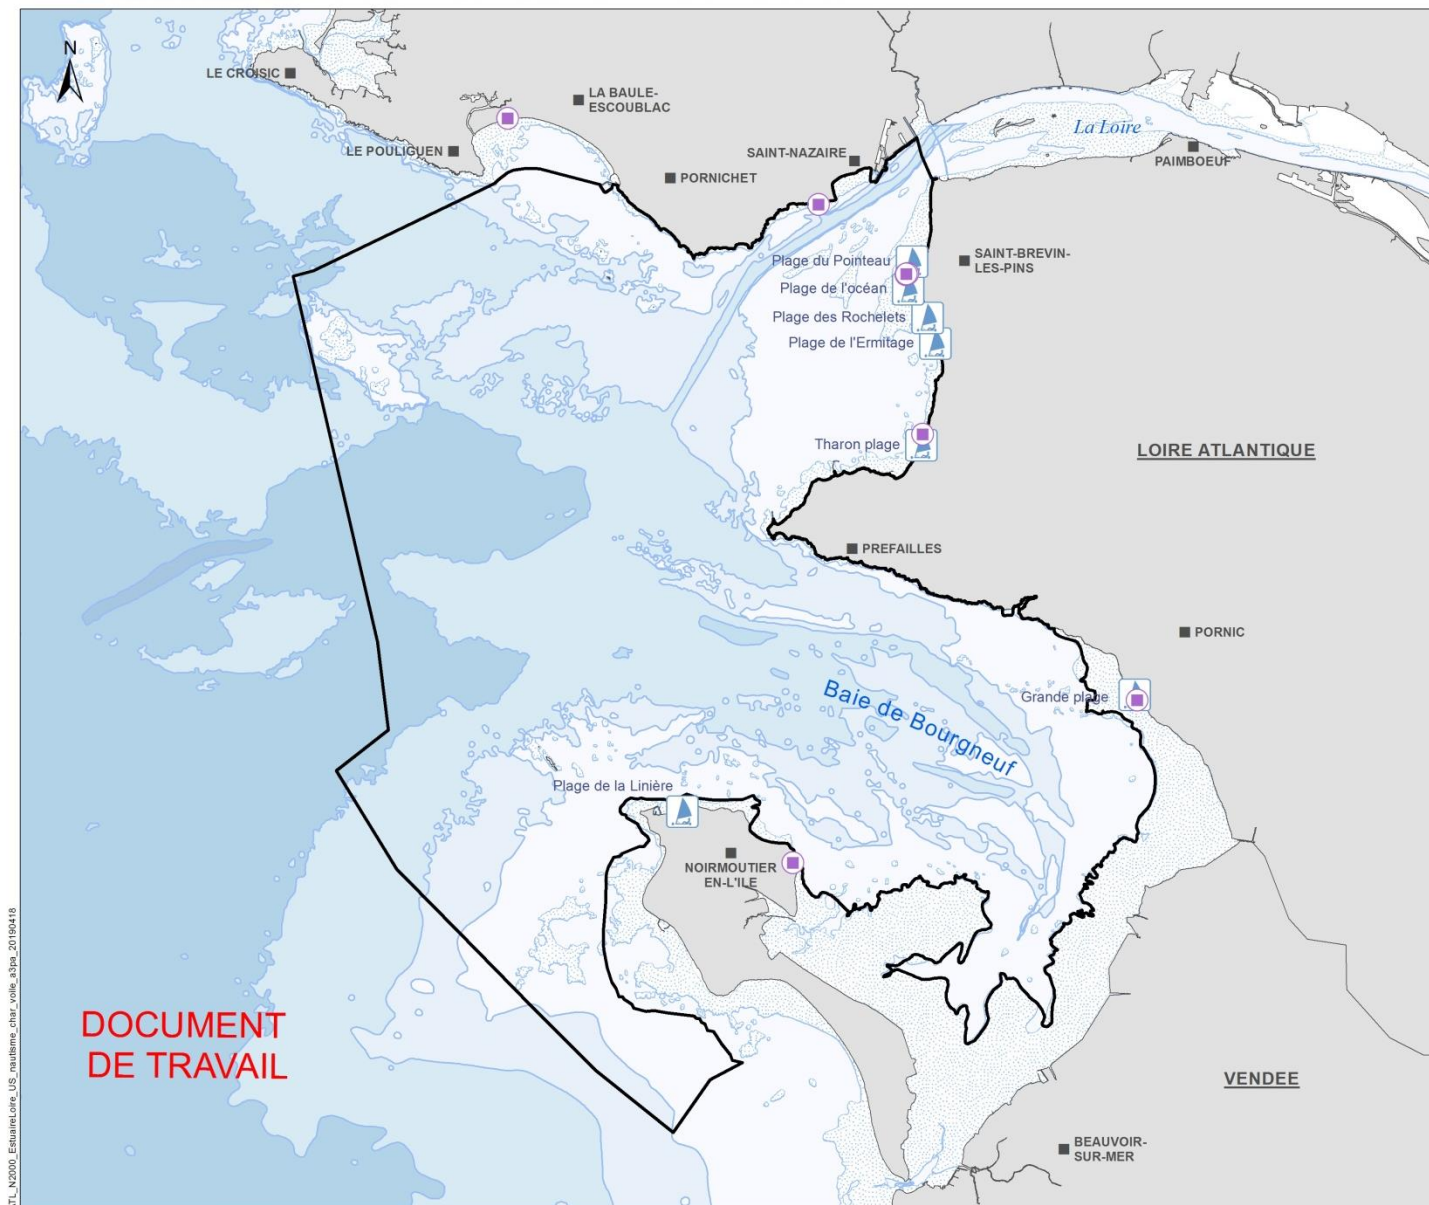 N
LE CROISIC
LA BAULE-
ESCOUBLAC
LE POULIGUEN
PORNICHET
SAINT-NAZAIRE
La Loire
PAIMBOEUF
SAINT-BREVIN-
LES-PINS
Plage du Pointeau
Plage de l'océan
Plage des Rochelets
Plage de l'Ermitage
Tharon plage
LOIRE ATLANTIQUE
PREFAILLES
PORNIC
Grande plage
Baie de Bourgneuf
Plage de la Linière
NOIRMOUTIER
EN-L'ILE
DOCUMENT
DE TRAVAIL
VENDEE
BEAUVOIR-
SUR-MER
TL_N2000_EstuaireLoire_US_nautisme_char_voile_a3pa_20190418